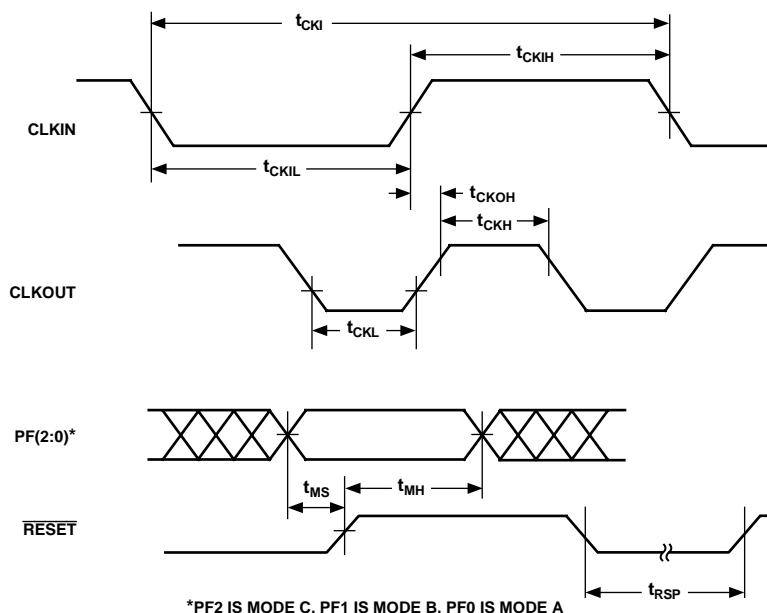 tCKI
tCKIH
CLKIN
tCKIL
tCKOH
tCKH
CLKOUT
tCKL
PF(2:0)*
tMS
tMH
RESET
tRSP
*PF2 IS MODE C, PF1 IS MODE B, PF0 IS MODE A